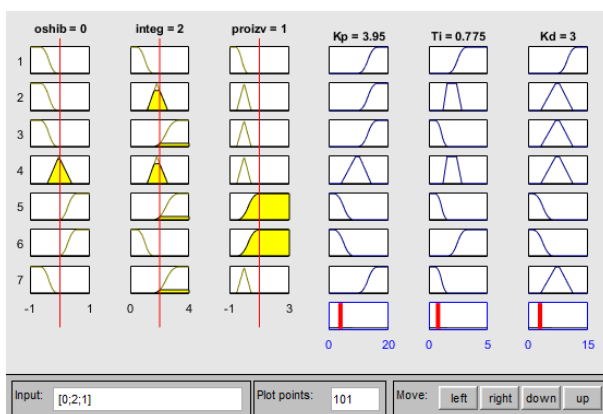 oshib = 0 integ = 2 proizv = 1 Kp = 3.95 Ti = 0.775 Kd = 3
1
2
3
4
5
6
7
-1 1 0 4 -1 3
0 20 0 5 0 15
Input: [0;2;1] Plot points: 101 Move: left right down up